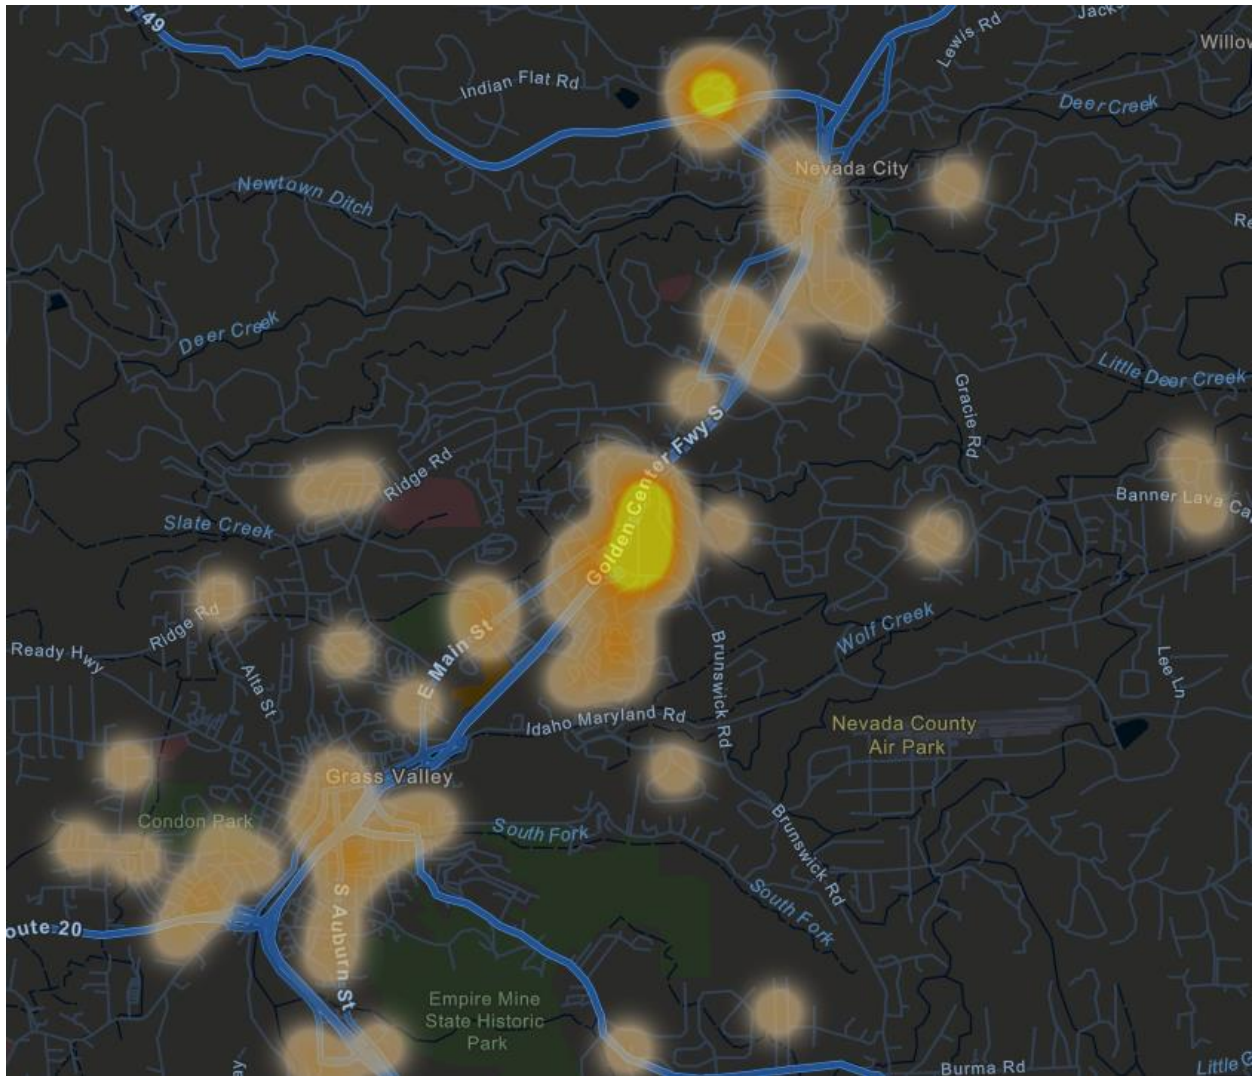 y 49
Lewis Rd
Jacks
Willow
Indian Flat Rd
Deer Creek
Nevada City
Newtown Ditch
Re
Deer Creek
Little Deer Creek
Gracie Rd
Golden Center Fwy S
Ridge Rd
Banner Lava Ca
Slate Creek
Ridge Rd
Wolf Creek
Ready Hwy
E Main St
Brunswick Rd
Lee Ln
Alta St
Idaho Maryland Rd
Nevada County
Air Park
Grass Valley
Condon Park
South Fork
Brunswick Rd
South Fork
oute 20
S Auburn St
Empire Mine
State Historic
Park
ay
Burma Rd
Little G